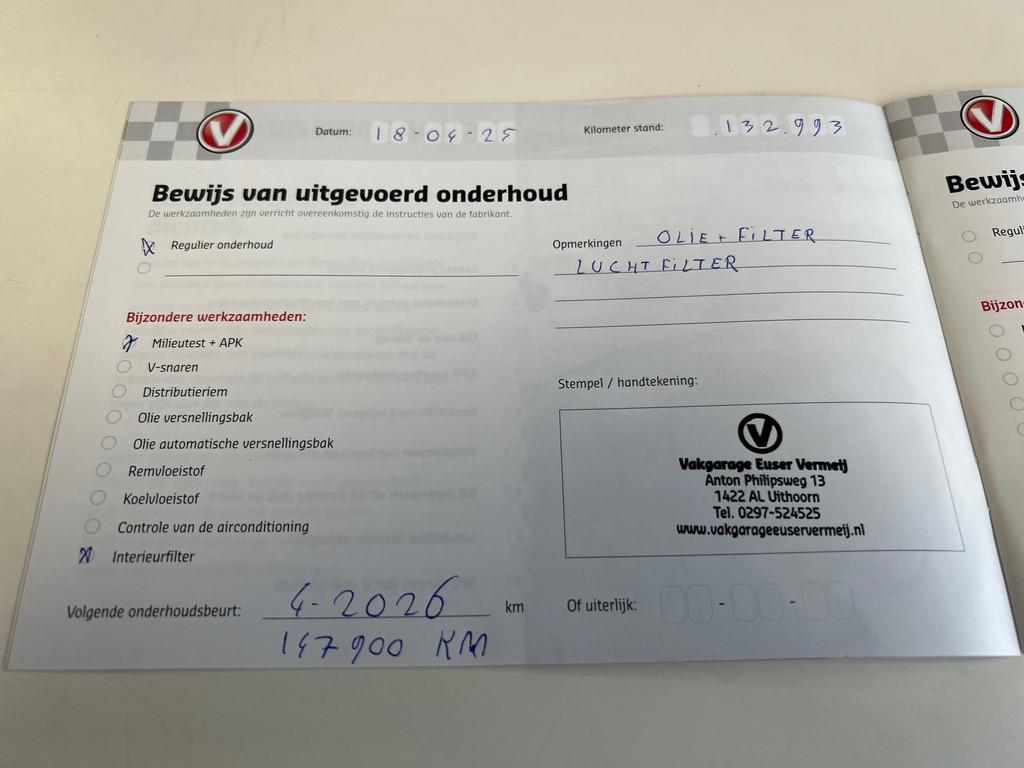 V
Datum: 18-04-25
Kilometer stand: .132.993
Bewijs van uitgevoerd onderhoud
De werkzaamheden zijn verricht overeenkomstig de instructies van de fabrikant.
Regulier onderhoud
Bijzondere werkzaamheden:
Milieutest + APK
V-snaren
Distributieriem
Olie versnellingsbak
Olie automatische versnellingsbak
Remvloeistof
Koelvloeistof
Controle van de airconditioning
Interieurfilter
Volgende onderhoudsbeurt: 4-2026 km
147900 KM
Opmerkingen OLIE + FILTER
LUCHTFILTER
Stempel / handtekening:
V
Vakgarage Euser Vermeij
Anton Philipsweg 13
1422 AL Uithoorn
Tel. 0297-524525
www.vakgarageeuservermeij.nl
Of uiterlijk: - -
V
Bewijs
De werkzaamh
Reguli
Bijzon